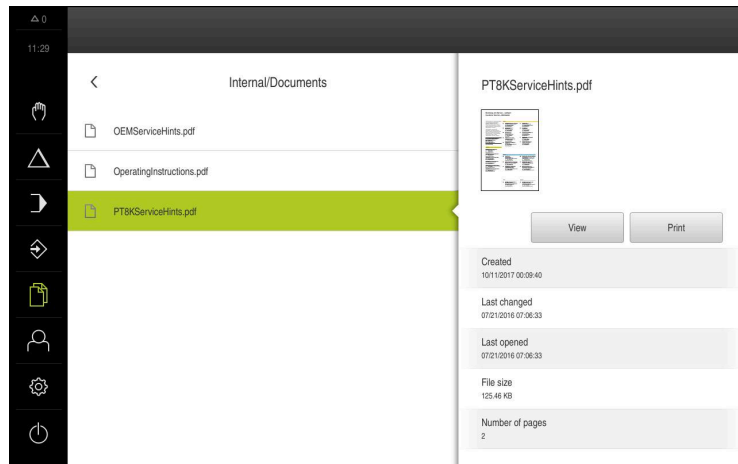 0
11:29
Internal/Documents
OEMServiceHints.pdf
OperatingInstructions.pdf
PT8KServiceHints.pdf
PT8KServiceHints.pdf
View
Print
Created
10/11/2017 00:09:40
Last changed
07/21/2016 07:06:33
Last opened
07/21/2016 07:06:33
File size
125.46 KB
Number of pages
2